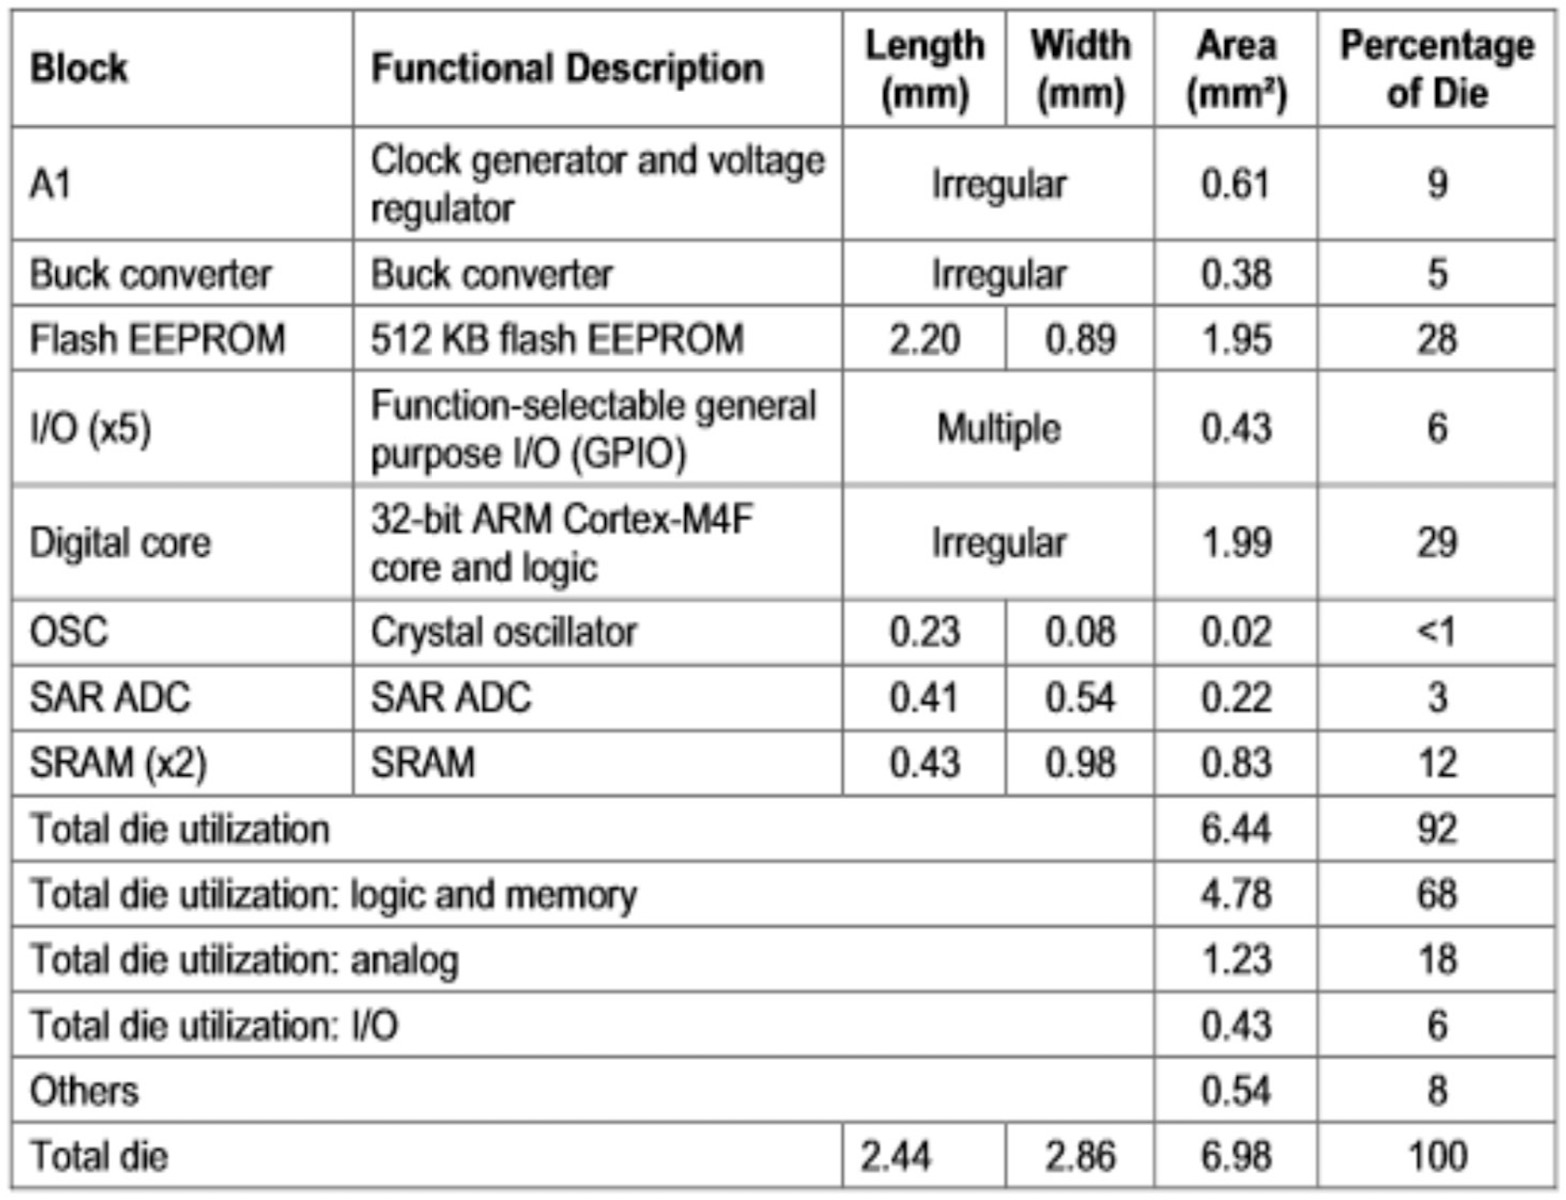 Block Functional Description Length (mm) Width (mm) Area (mm²) Percentage of Die
A1 Clock generator and voltage regulator Irregular 0.61 9
Buck converter Buck converter Irregular 0.38 5
Flash EEPROM 512 KB flash EEPROM 2.20 0.89 1.95 28
I/O (x5) Function-selectable general purpose I/O (GPIO) Multiple 0.43 6
Digital core 32-bit ARM Cortex-M4F core and logic Irregular 1.99 29
OSC Crystal oscillator 0.23 0.08 0.02 <1
SAR ADC SAR ADC 0.41 0.54 0.22 3
SRAM (x2) SRAM 0.43 0.98 0.83 12
Total die utilization 6.44 92
Total die utilization: logic and memory 4.78 68
Total die utilization: analog 1.23 18
Total die utilization: I/O 0.43 6
Others 0.54 8
Total die 2.44 2.86 6.98 100